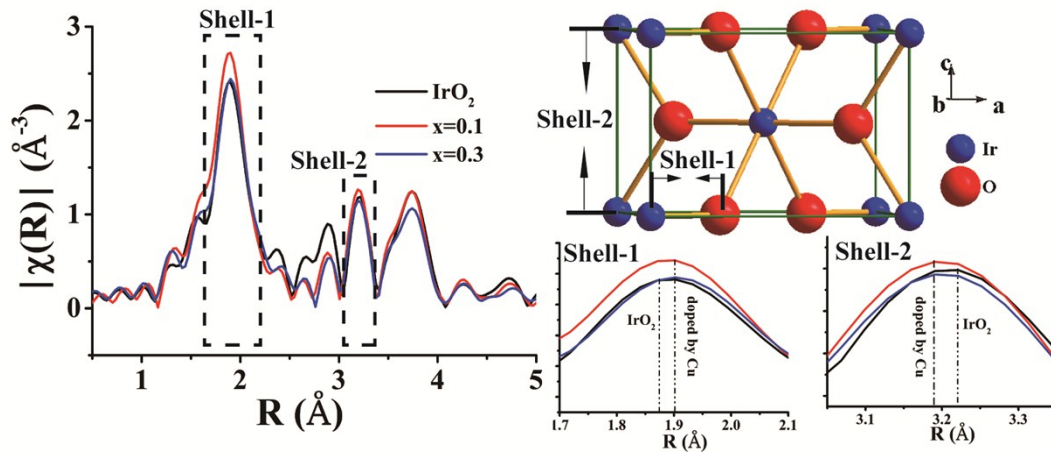 Shell-1
3
2
1
0
|χ(R)| (Å-3)
IrO2
x=0.1
x=0.3
Shell-2
1 2 3 4 5
R (Å)
Shell-2
Shell-1
c
b a
Ir
O
Shell-1
IrO2
doped by Cu
1.7 1.8 1.9 2.0 2.1
R (Å)
Shell-2
doped by Cu
IrO2
3.1 3.2 3.3
R (Å)